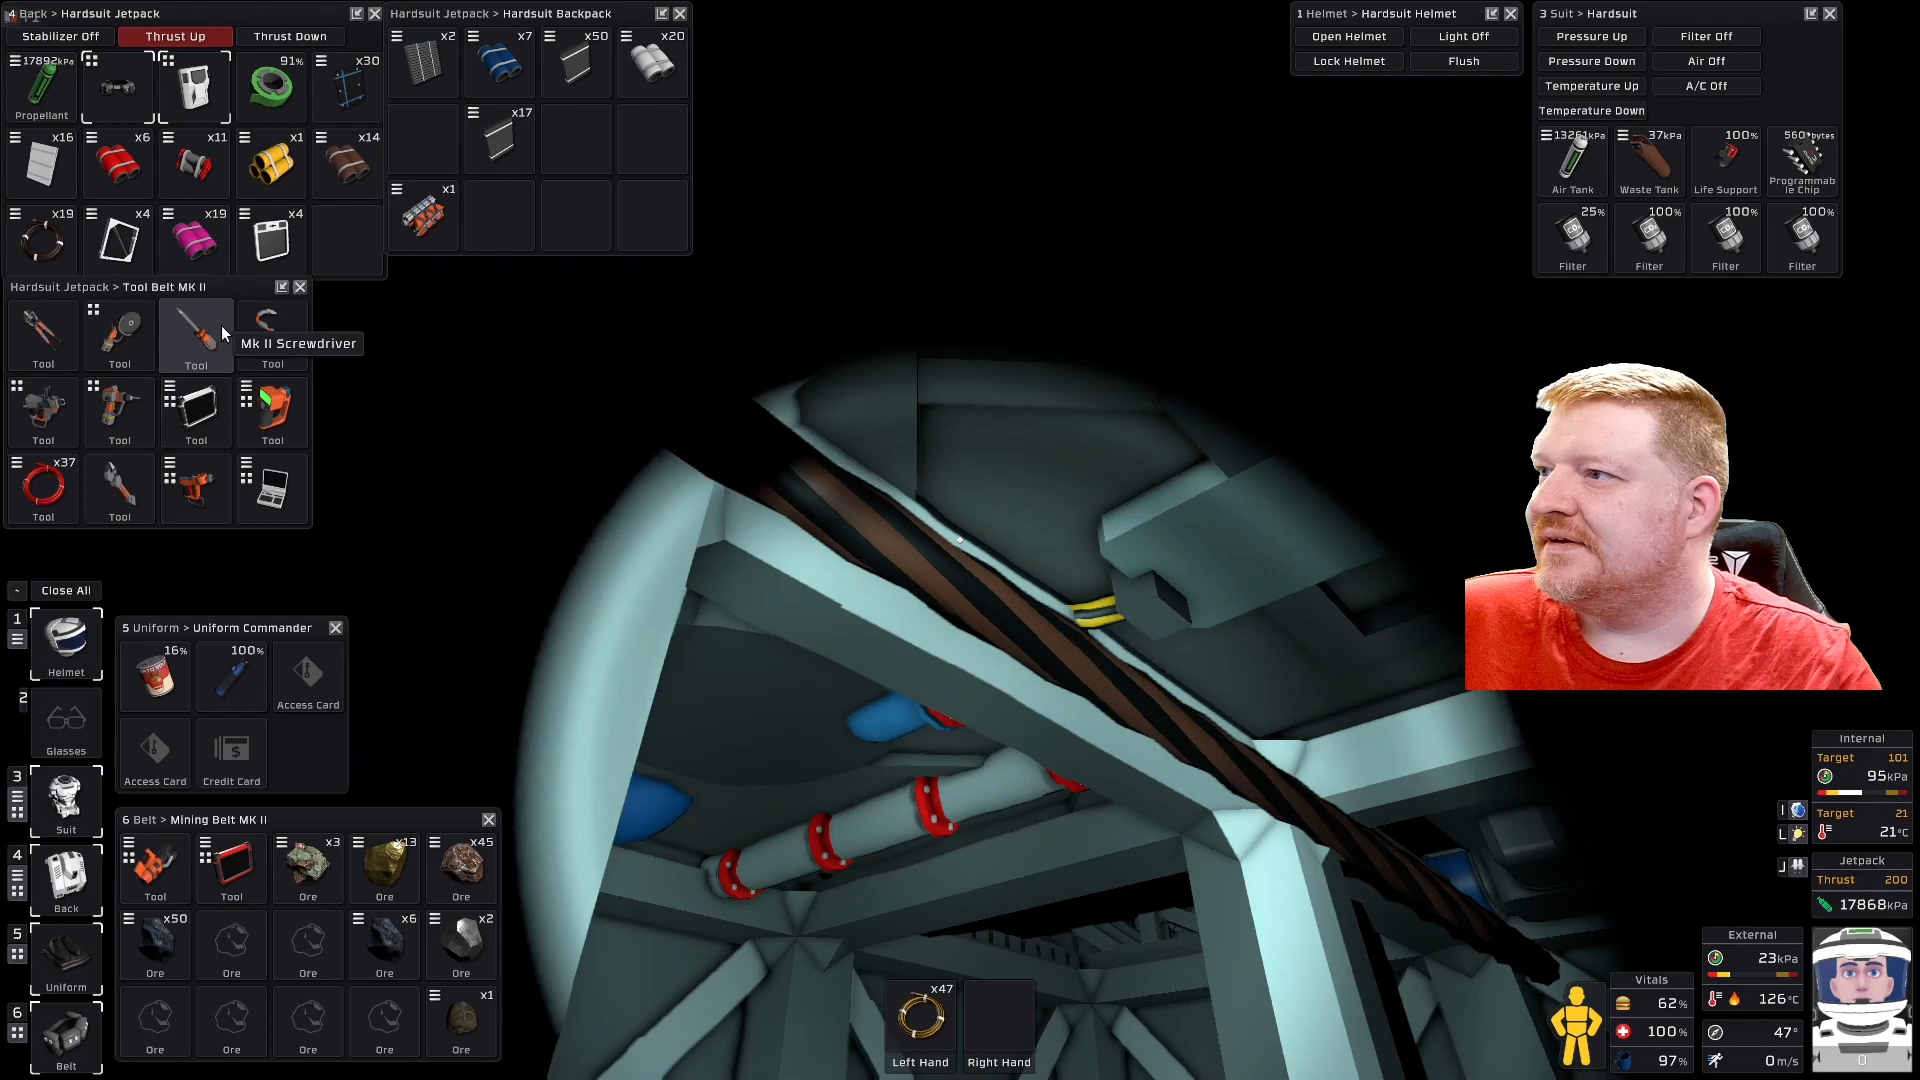 4 Back > Hardsuit Jetpack
Stabilizer Off
Thrust Up
Thrust Down
17892kPa
91%
x30
Propellant
x16
x6
x11
x1
x14
x19
x4
x19
x4
Hardsuit Jetpack > Hardsuit Backpack
x2
x7
x50
x20
x17
x1
Hardsuit Jetpack > Tool Belt MK II
Tool
Tool
Tool
Tool
Mk II Screwdriver
Tool
Tool
Tool
Tool
x37
Tool
Tool
1 Helmet > Hardsuit Helmet
Open Helmet
Light Off
Lock Helmet
Flush
3 Suit > Hardsuit
Pressure Up
Filter Off
Pressure Down
Air Off
Temperature Up
A/C Off
Temperature Down
13261kPa
37kPa
100%
560 bytes
Air Tank
Waste Tank
Life Support
Programmab
le Chip
25%
100%
100%
100%
Filter
Filter
Filter
Filter
~
Close All
1
Helmet
2
Glasses
3
Suit
4
Back
5
Uniform
6
Belt
5 Uniform > Uniform Commander
16%
100%
Access Card
Access Card
Credit Card
6 Belt > Mining Belt MK II
x3
x13
x45
Tool
Tool
Ore
Ore
Ore
x50
x6
x2
Ore
Ore
Ore
Ore
Ore
x1
Ore
Ore
Ore
Ore
Ore
x47
Left Hand
Right Hand
Internal
Target 101
95kPa
Target 21
21°C
I
L
J
Jetpack
Thrust 200
17868kPa
External
23kPa
126°C
47°
0m/s
Vitals
62%
100%
97%
0